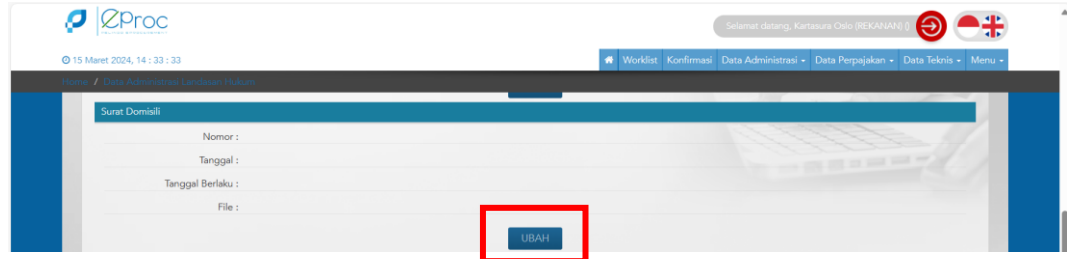 eProc
Selamat datang, Kartasura Oslo (REKANAN) ()
15 Maret 2024, 14 : 33 : 33
Worklist Konfirmasi Data Administrasi Data Perpajakan Data Teknis Menu
Home / Data Administrasi Landasan Hukum
Surat Domisili
Nomor :
Tanggal :
Tanggal Berlaku :
File :
UBAH